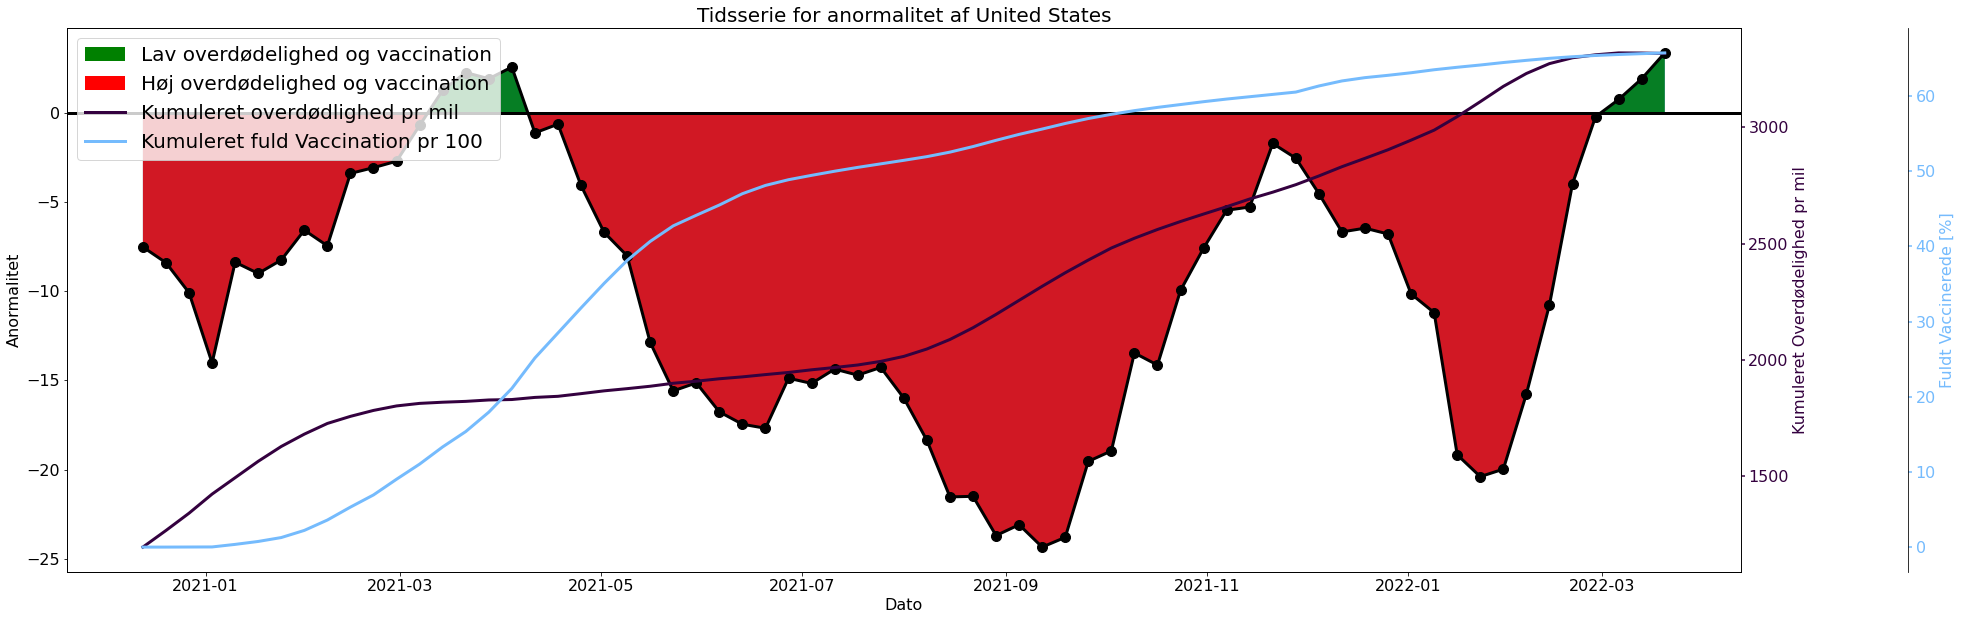 Tidsserie for anormalitet af United States
Lav overdødelighed og vaccination
Høj overdødelighed og vaccination
Kumuleret overdødlighed pr mil
Kumuleret fuld Vaccination pr 100
Anormalitet
0
−5
−10
−15
−20
−25
2021-01
2021-03
2021-05
2021-07
2021-09
2021-11
2022-01
2022-03
Dato
3000
2500
2000
1500
Kumuleret Overdødelighed pr mil
60
50
40
30
20
10
0
Fuldt Vaccinerede [%]